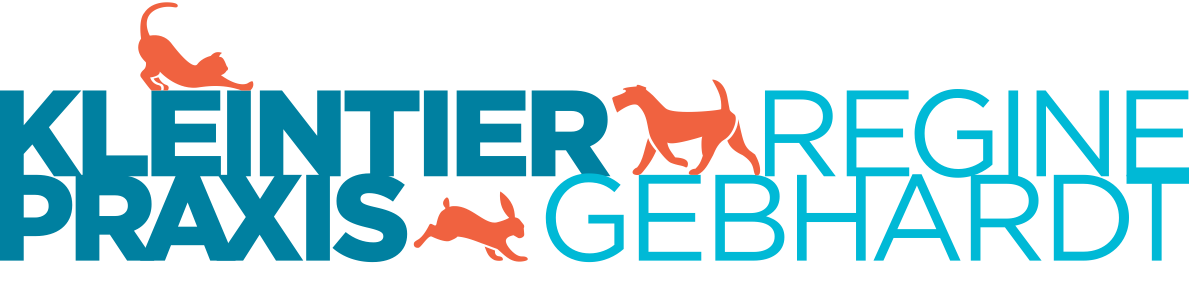 KLEINTIER REGINE
PRAXIS GEBHARDT